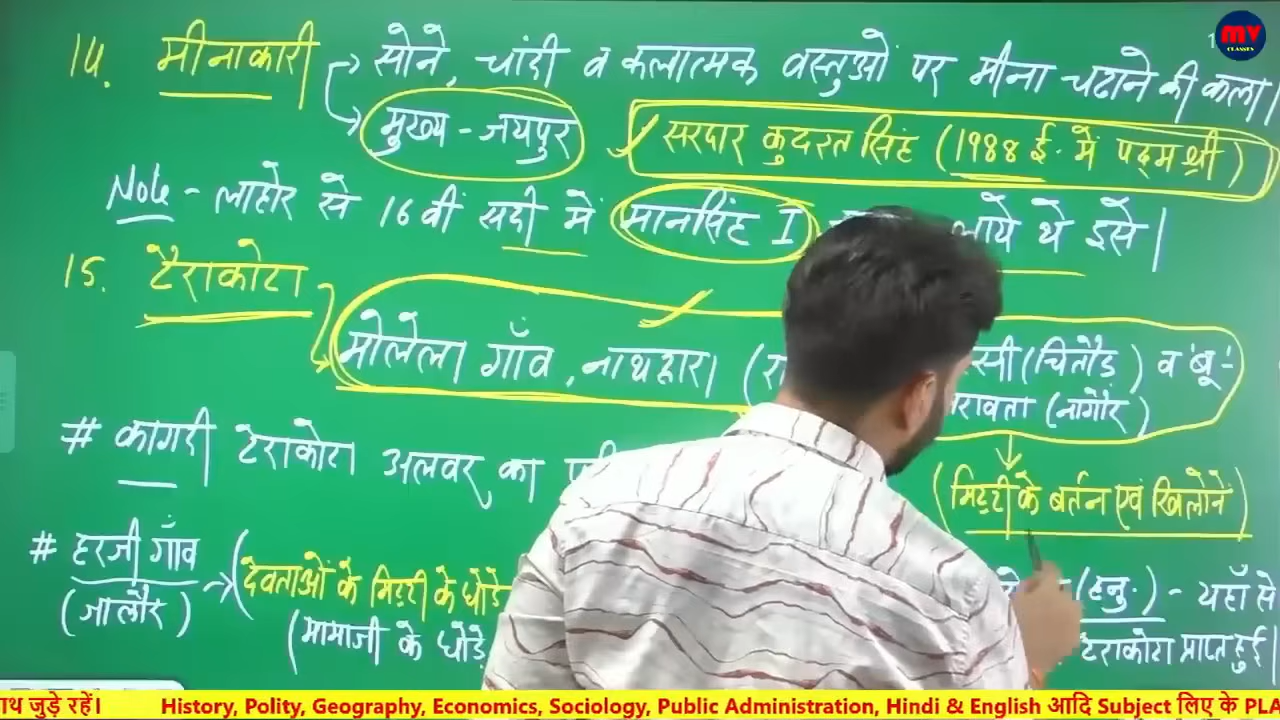 MV
CLASSES
14. मीनाकारी → सोने, चांदी व कलात्मक वस्तुओं पर मीना चढाने की कला।
→ मुख्य - जयपुर ✓ सरदार कुदरत सिंह (1988 ई. में पद्म श्री)
Note - लाहोर से 16 वीं सदी में मानसिंह I लाये थे इसे।
15. टैराकोटा
→ मोलेला गाँव, नाथद्वारा (रा स्सी (चितौड़) व 'बू'-
रावता (नागौर)
# कागदी टेराकोटा अलवर का
(मिट्टी के बर्तन एवं खिलोने)
# हरजी गाँव → (देवताओं के मिट्टी के घोड़े
(जालौर) (मामाजी के घोड़े
(हनु.) - यहाँ से
टेराकोटा प्राप्त हुई।
ाथ जुड़े रहें। History, Polity, Geography, Economics, Sociology, Public Administration, Hindi & English आदि Subject लिए के PLA